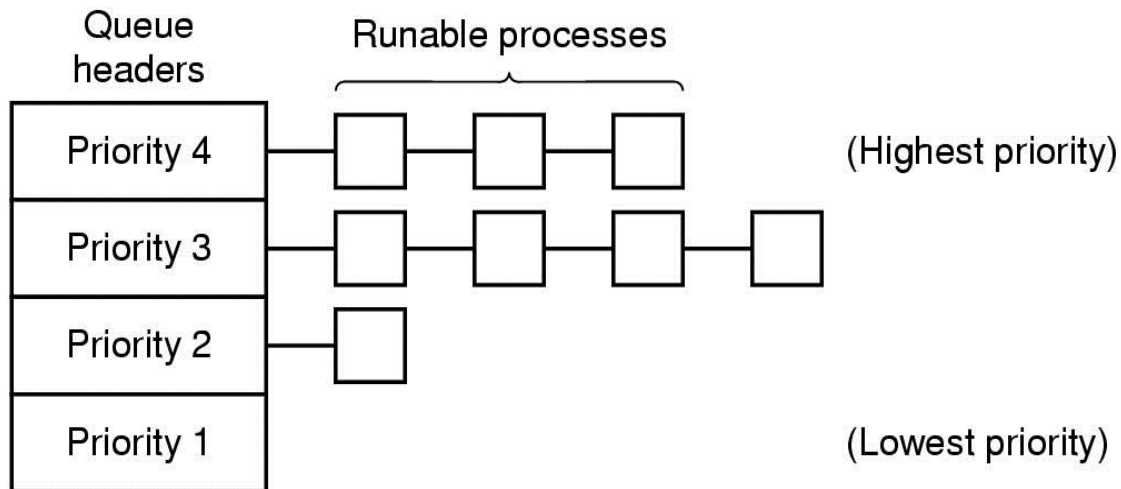 Queue
headers
Runable processes
Priority 4
(Highest priority)
Priority 3
Priority 2
Priority 1
(Lowest priority)